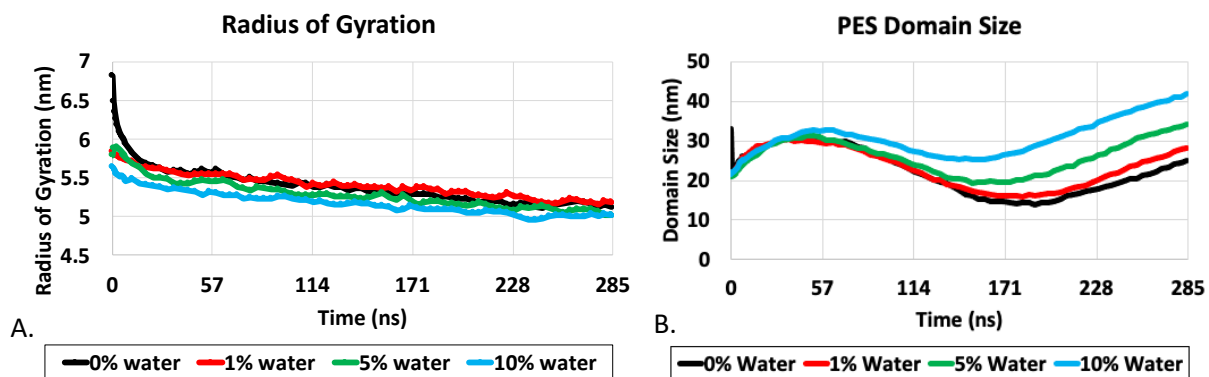 Radius of Gyration
Radius of Gyration (nm)
7
6.5
6
5.5
5
4.5
0 57 114 171 228 285
Time (ns)
A.
0% water 1% water 5% water 10% water
PES Domain Size
Domain Size (nm)
50
40
30
20
10
0
0 57 114 171 228 285
Time (ns)
B.
0% Water 1% Water 5% Water 10% Water